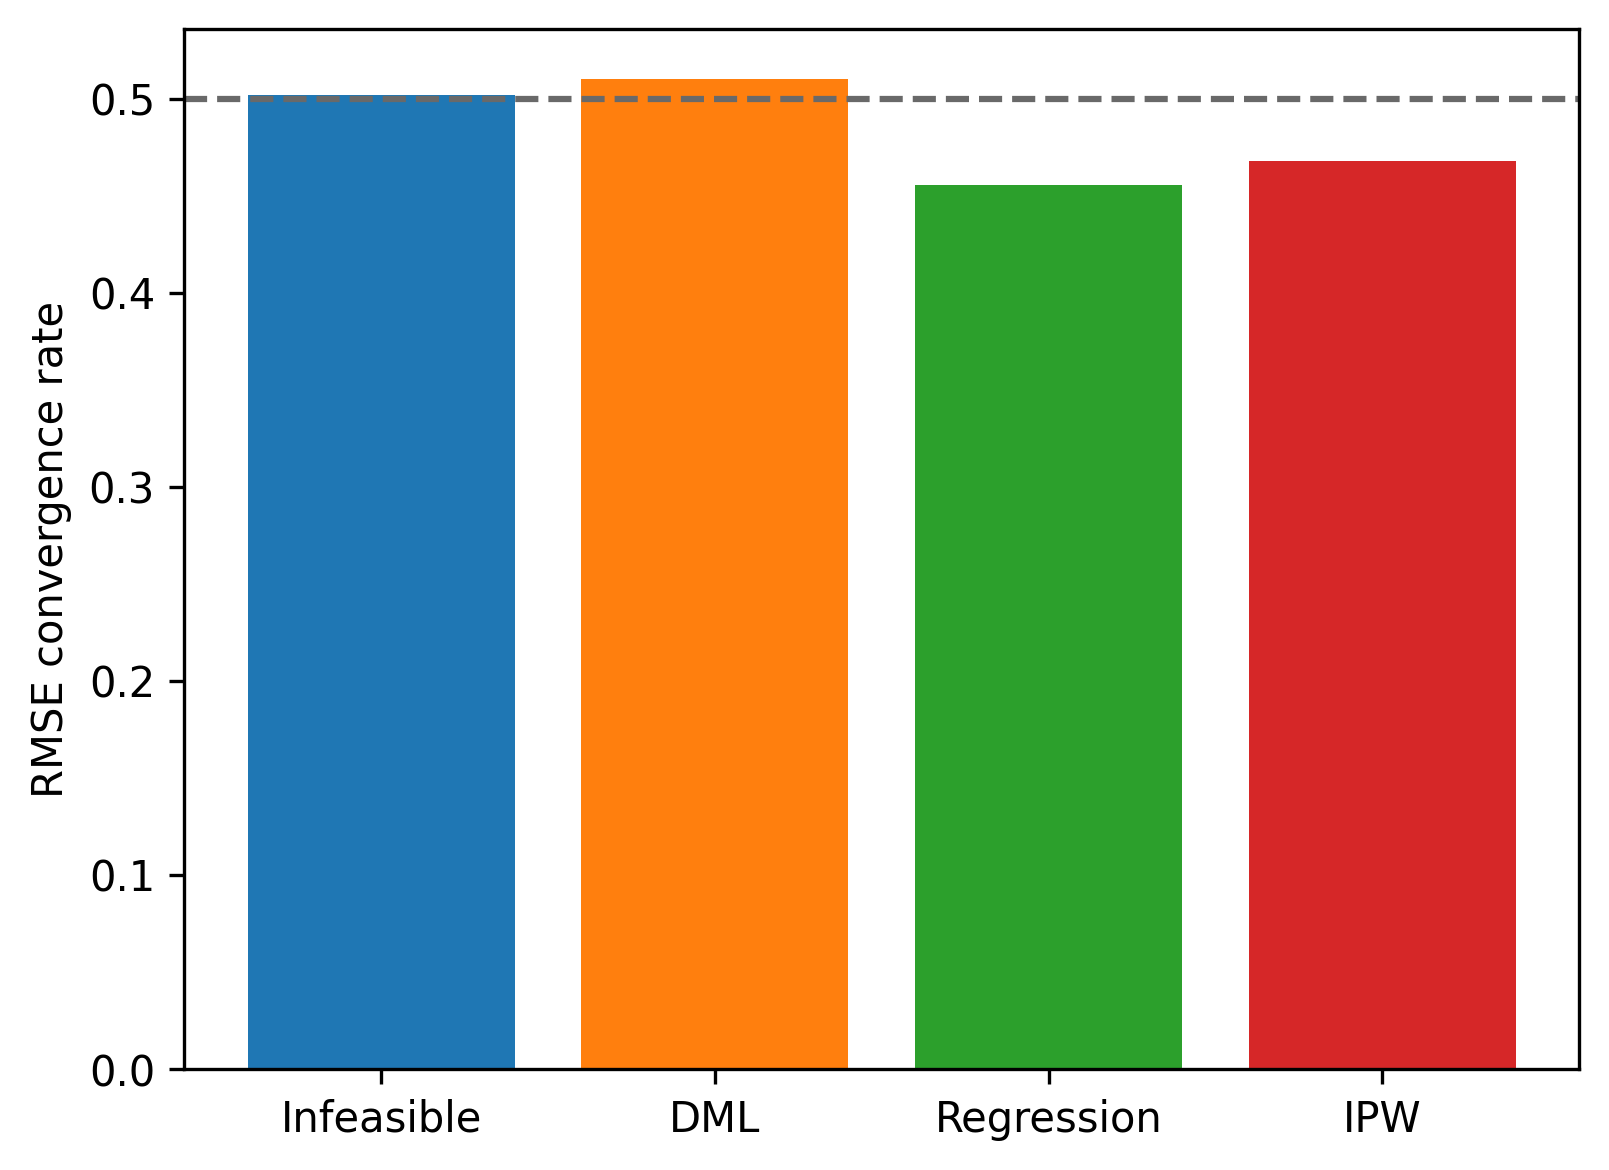 RMSE convergence rate
0.5
0.4
0.3
0.2
0.1
0.0
Infeasible
DML
Regression
IPW